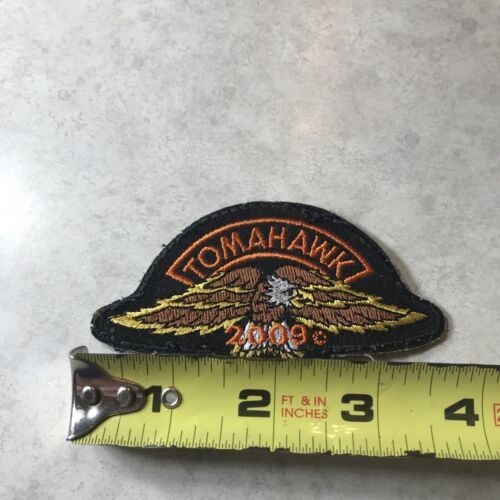 TOMAHAWK
2009©
1 2 FT & IN 3 4
INCHES